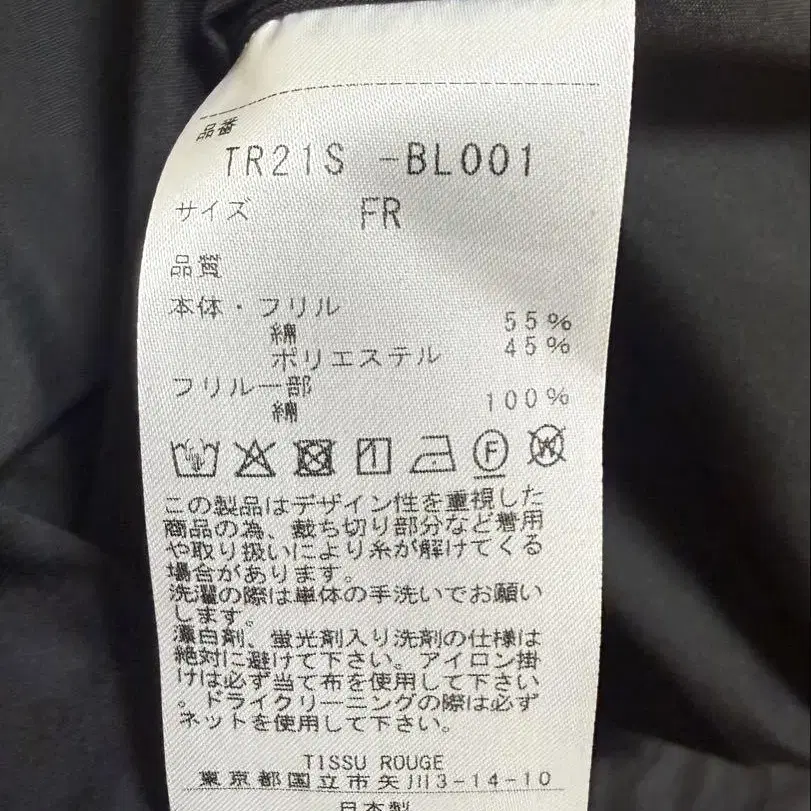 品番
TR21S -BL001
サイズ FR
品質
本体・フリル
綿 55%
ポリエステル 45%
フリル一部
綿 100%
F W
この製品はデザイン性を重視した
商品の為、裁ち切り部分など着用
や取り扱いにより糸が解けてくる
場合があります。
洗濯の際は単体の手洗いでお願い
します。
漂白剤、蛍光剤入り洗剤の仕様は
絶対に避けて下さい。アイロン掛
けは必ず当て布を使用して下さい
。ドライクリーニングの際は必ず
ネットを使用して下さい。
TISSU ROUGE
東京都国立市矢川3-14-10
日本製